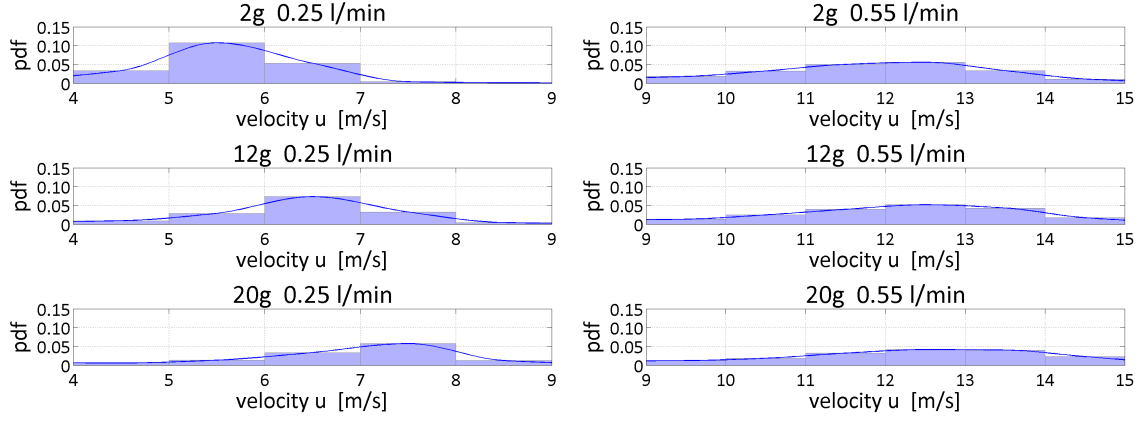 2g 0.25 l/min
pdf
0.15
0.10
0.05
0
4 5 6 7 8 9
velocity u [m/s]
2g 0.55 l/min
pdf
0.15
0.10
0.05
0
9 10 11 12 13 14 15
velocity u [m/s]
12g 0.25 l/min
pdf
0.15
0.10
0.05
0
4 5 6 7 8 9
velocity u [m/s]
12g 0.55 l/min
pdf
0.15
0.10
0.05
0
9 10 11 12 13 14 15
velocity u [m/s]
20g 0.25 l/min
pdf
0.15
0.10
0.05
0
4 5 6 7 8 9
velocity u [m/s]
20g 0.55 l/min
pdf
0.15
0.10
0.05
0
9 10 11 12 13 14 15
velocity u [m/s]